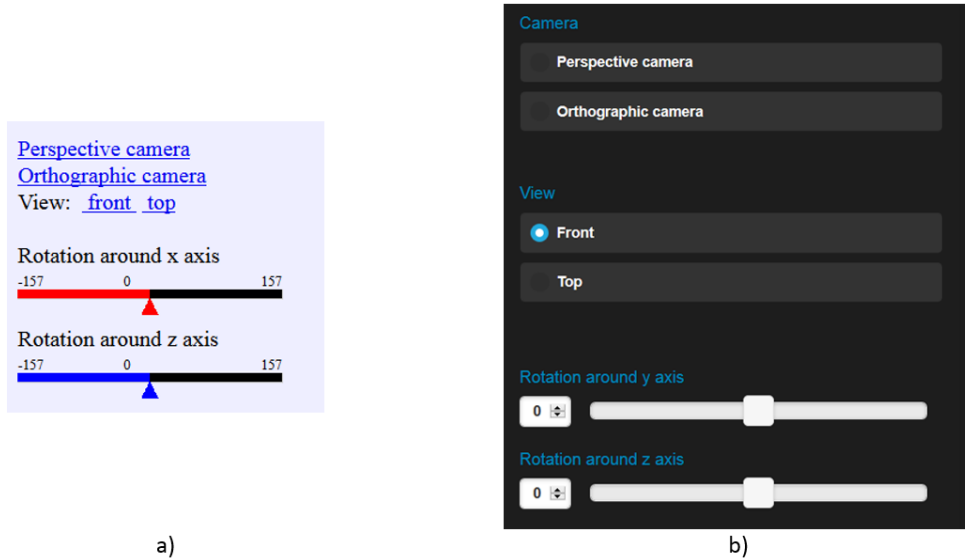 Perspective camera
Orthographic camera
View: front top
Rotation around x axis
-157 0 157
Rotation around z axis
-157 0 157
a)
Camera
Perspective camera
Orthographic camera
View
Front
Top
Rotation around y axis
0
Rotation around z axis
0
b)